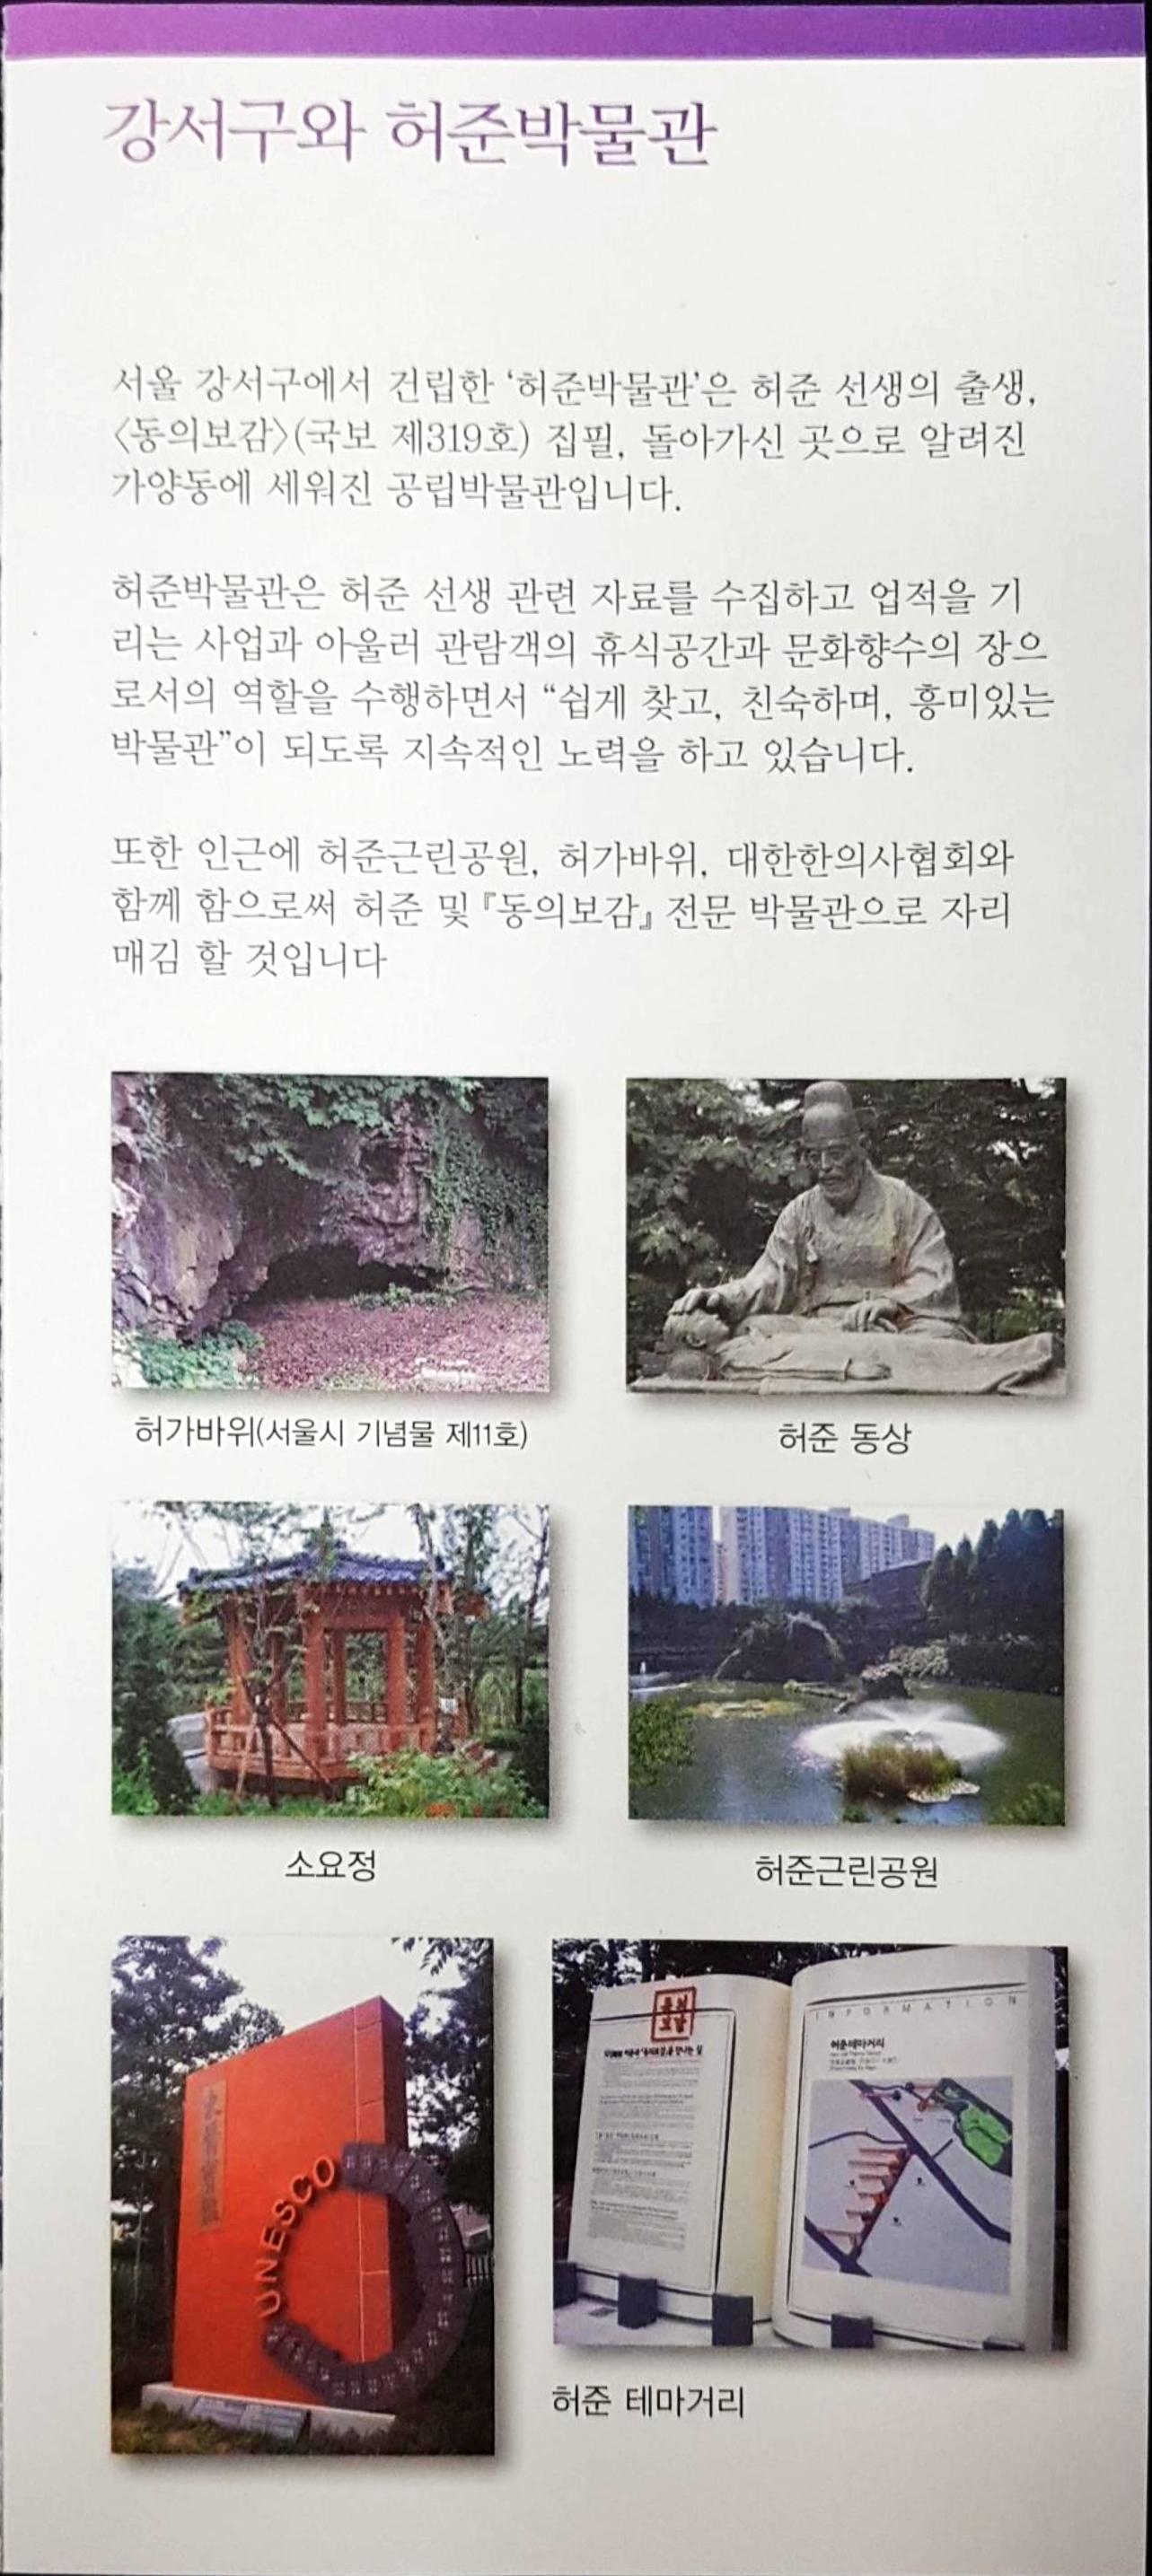 강서구와 허준박물관
서울 강서구에서 건립한 ‘허준박물관’은 허준 선생의 출생,
〈동의보감〉(국보 제319호) 집필, 돌아가신 곳으로 알려진
가양동에 세워진 공립박물관입니다.
허준박물관은 허준 선생 관련 자료를 수집하고 업적을 기
리는 사업과 아울러 관람객의 휴식공간과 문화향수의 장으
로서의 역할을 수행하면서 “쉽게 찾고, 친숙하며, 흥미있는
박물관”이 되도록 지속적인 노력을 하고 있습니다.
또한 인근에 허준근린공원, 허가바위, 대한한의사협회와
함께 함으로써 허준 및 『동의보감』 전문 박물관으로 자리
매김 할 것입니다
허가바위(서울시 기념물 제11호)
허준 동상
소요정
허준근린공원
UNESCO
동의
보감
INFORMATION
허준테마거리
허준 테마거리